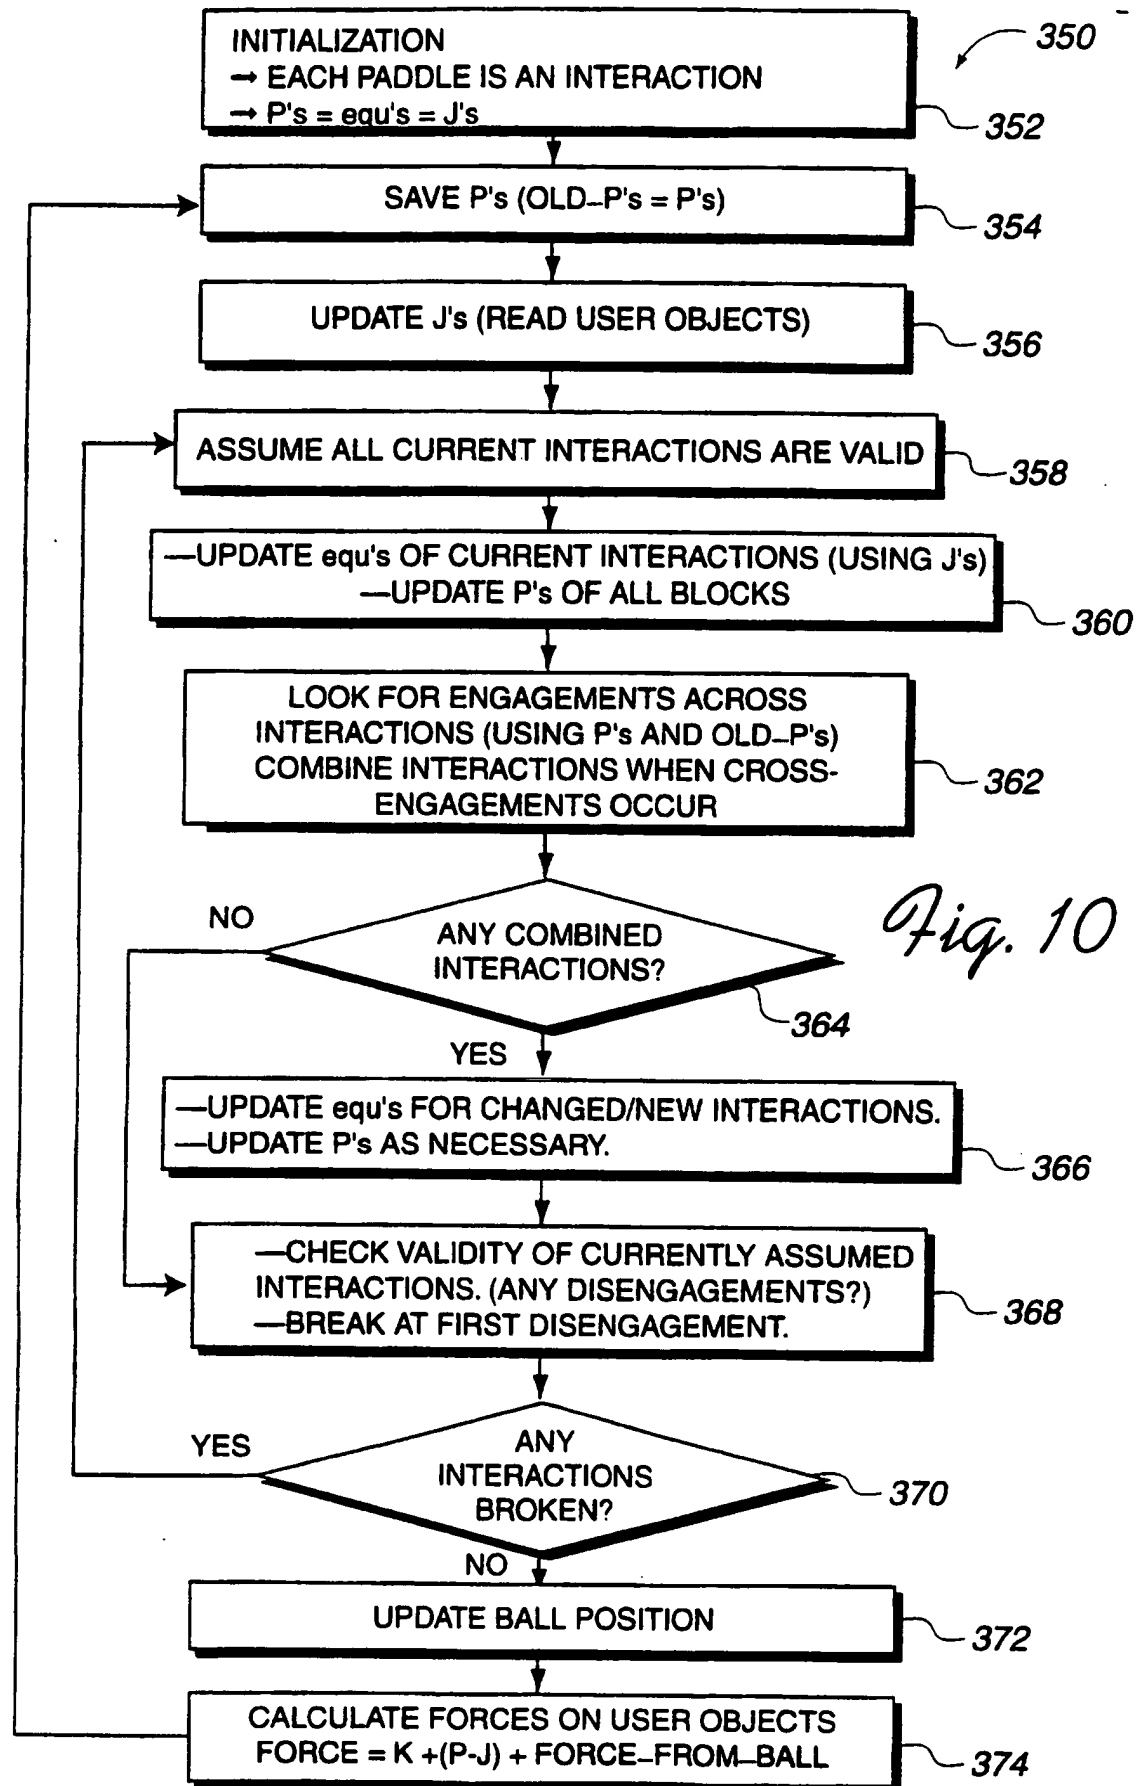 350
INITIALIZATION
→ EACH PADDLE IS AN INTERACTION
→ P's = equ's = J's
352
SAVE P's (OLD–P's = P's)
354
UPDATE J's (READ USER OBJECTS)
356
ASSUME ALL CURRENT INTERACTIONS ARE VALID
358
—UPDATE equ's OF CURRENT INTERACTIONS (USING J's)
—UPDATE P's OF ALL BLOCKS
360
LOOK FOR ENGAGEMENTS ACROSS
INTERACTIONS (USING P's AND OLD–P's)
COMBINE INTERACTIONS WHEN CROSS-
ENGAGEMENTS OCCUR
362
NO
ANY COMBINED
INTERACTIONS?
364
Fig. 10
YES
—UPDATE equ's FOR CHANGED/NEW INTERACTIONS.
—UPDATE P's AS NECESSARY.
366
—CHECK VALIDITY OF CURRENTLY ASSUMED
INTERACTIONS. (ANY DISENGAGEMENTS?)
—BREAK AT FIRST DISENGAGEMENT.
368
YES
ANY
INTERACTIONS
BROKEN?
370
NO
UPDATE BALL POSITION
372
CALCULATE FORCES ON USER OBJECTS
FORCE = K +(P-J) + FORCE–FROM–BALL
374